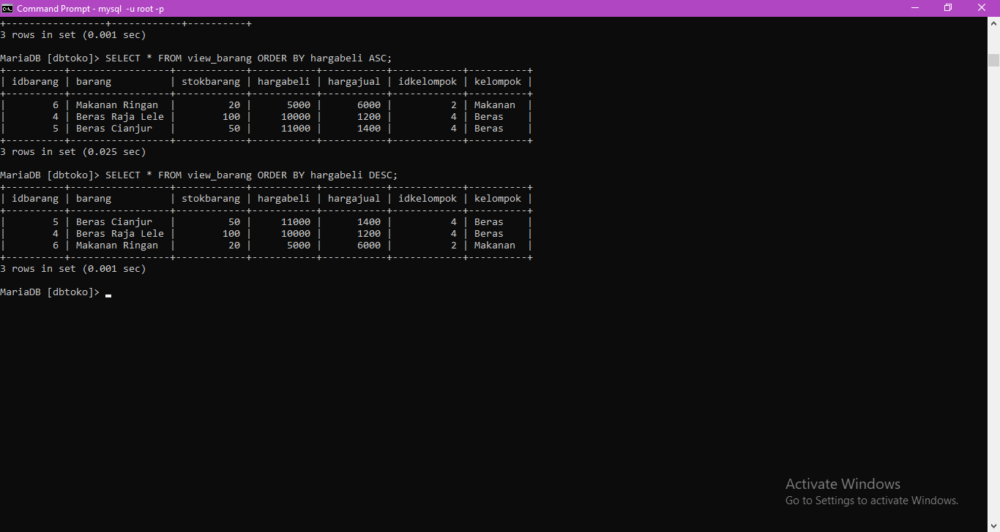 Command Prompt - mysql  -u root -p
+-----------------+------------+----------+
3 rows in set (0.001 sec)
MariaDB [dbtoko]> SELECT * FROM view_barang ORDER BY hargabeli ASC;
+----------+-----------------+------------+-----------+-----------+------------+----------+
| idbarang | barang          | stokbarang | hargabeli | hargajual | idkelompok | kelompok |
+----------+-----------------+------------+-----------+-----------+------------+----------+
|        6 | Makanan Ringan  |         20 |      5000 |      6000 |          2 | Makanan  |
|        4 | Beras Raja Lele |        100 |     10000 |      1200 |          4 | Beras    |
|        5 | Beras Cianjur   |         50 |     11000 |      1400 |          4 | Beras    |
+----------+-----------------+------------+-----------+-----------+------------+----------+
3 rows in set (0.025 sec)
MariaDB [dbtoko]> SELECT * FROM view_barang ORDER BY hargabeli DESC;
+----------+-----------------+------------+-----------+-----------+------------+----------+
| idbarang | barang          | stokbarang | hargabeli | hargajual | idkelompok | kelompok |
+----------+-----------------+------------+-----------+-----------+------------+----------+
|        5 | Beras Cianjur   |         50 |     11000 |      1400 |          4 | Beras    |
|        4 | Beras Raja Lele |        100 |     10000 |      1200 |          4 | Beras    |
|        6 | Makanan Ringan  |         20 |      5000 |      6000 |          2 | Makanan  |
+----------+-----------------+------------+-----------+-----------+------------+----------+
3 rows in set (0.001 sec)
MariaDB [dbtoko]>
Activate Windows
Go to Settings to activate Windows.